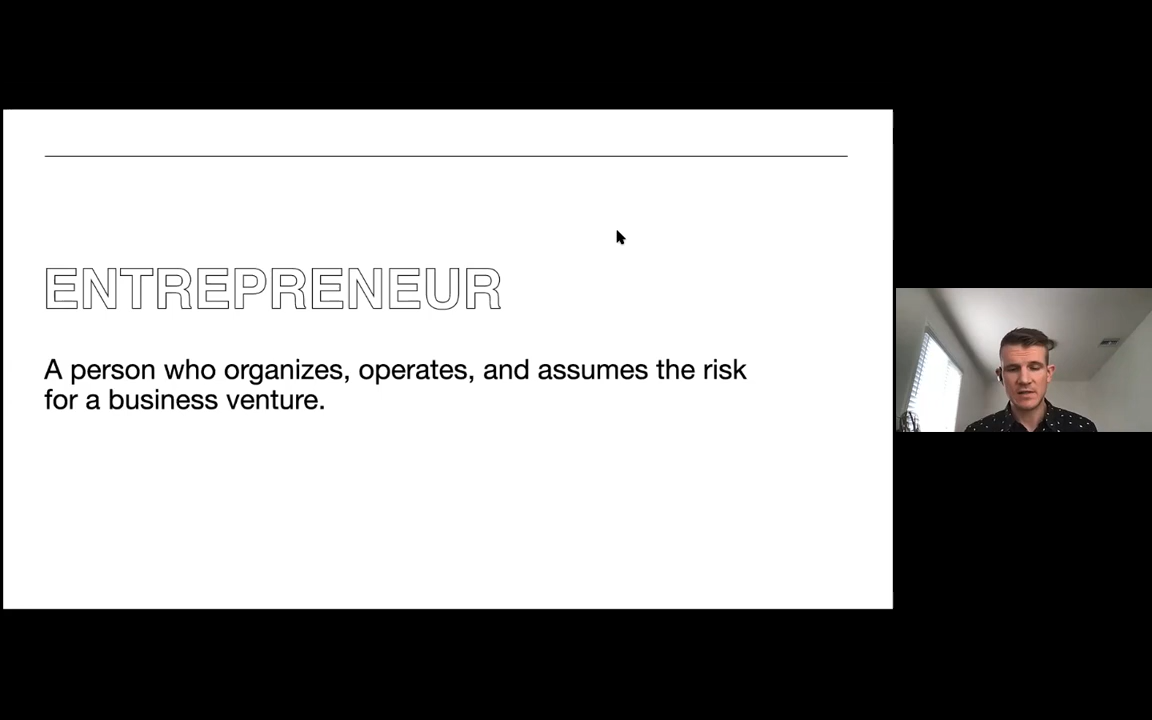 ENTREPRENEUR
A person who organizes, operates, and assumes the risk
for a business venture.